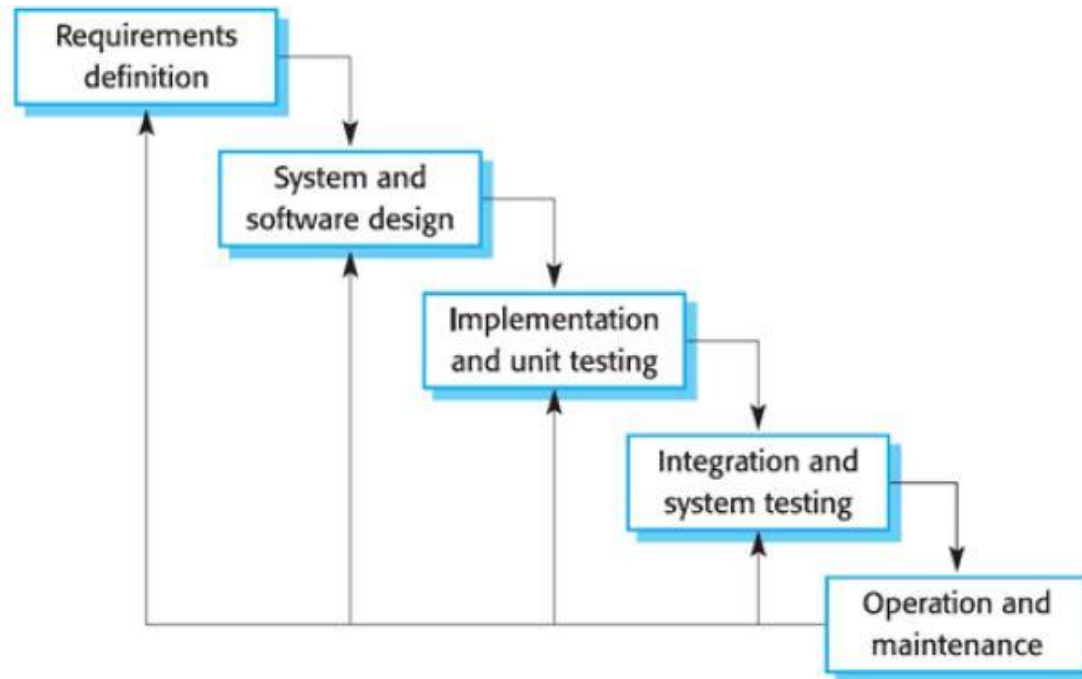 Requirements
definition
System and
software design
Implementation
and unit testing
Integration and
system testing
Operation and
maintenance